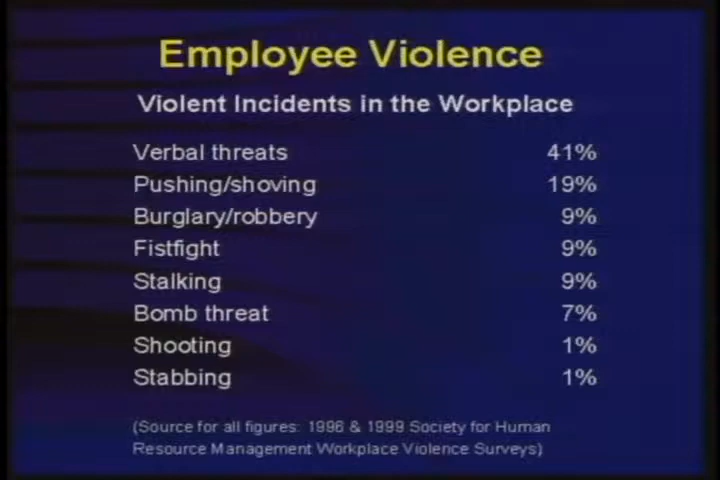 Employee Violence
Violent Incidents in the Workplace
Verbal threats 41%
Pushing/shoving 19%
Burglary/robbery 9%
Fistfight 9%
Stalking 9%
Bomb threat 7%
Shooting 1%
Stabbing 1%
(Source for all figures: 1996 & 1999 Society for Human
Resource Management Workplace Violence Surveys)